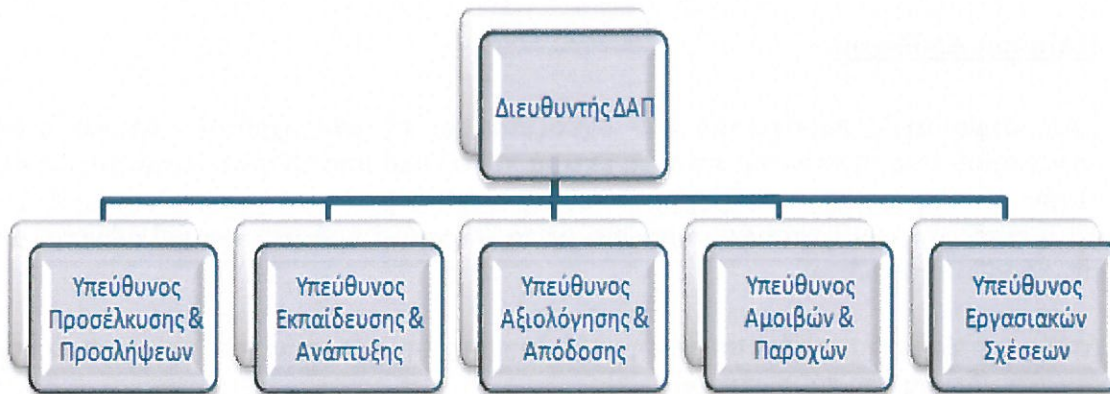 Διευθυντής ΔΑΠ
Υπεύθυνος
Προσέλκυσης &
Προσλήψεων
Υπεύθυνος
Εκπαίδευσης &
Ανάπτυξης
Υπεύθυνος
Αξιολόγησης &
Απόδοσης
Υπεύθυνος
Αμοιβών &
Παροχών
Υπεύθυνος
Εργασιακών
Σχέσεων